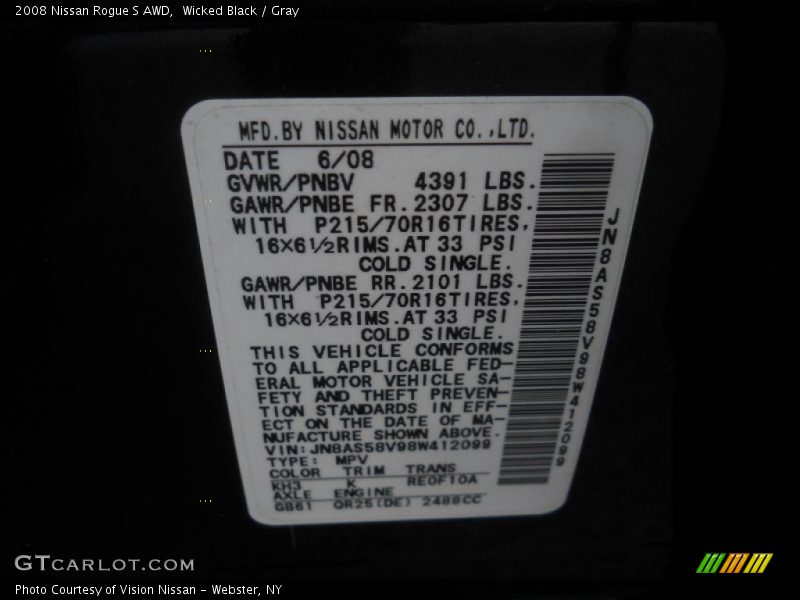 2008 Nissan Rogue S AWD,  Wicked Black / Gray
MFD.BY NISSAN MOTOR CO.,LTD.
DATE 6/08
GVWR/PNBV 4391 LBS.
GAWR/PNBE FR. 2307 LBS.
WITH P215/70R16TIRES,
16×6½RIMS.AT 33 PSI
COLD SINGLE.
GAWR/PNBE RR. 2101 LBS.
WITH P215/70R16TIRES,
16×6½RIMS.AT 33 PSI
COLD SINGLE.
THIS VEHICLE CONFORMS
TO ALL APPLICABLE FED-
ERAL MOTOR VEHICLE SA-
FETY AND THEFT PREVEN-
TION STANDARDS IN EFF-
ECT ON THE DATE OF MA-
NUFACTURE SHOWN ABOVE.
VIN:JN8AS58V98W412099
TYPE: MPV
COLOR TRIM TRANS
KH3 K RE0F10A
AXLE ENGINE
GB61 QR25(DE) 2488CC
JN8AS58V98W412099
GTCARLOT.COM
Photo Courtesy of Vision Nissan - Webster, NY